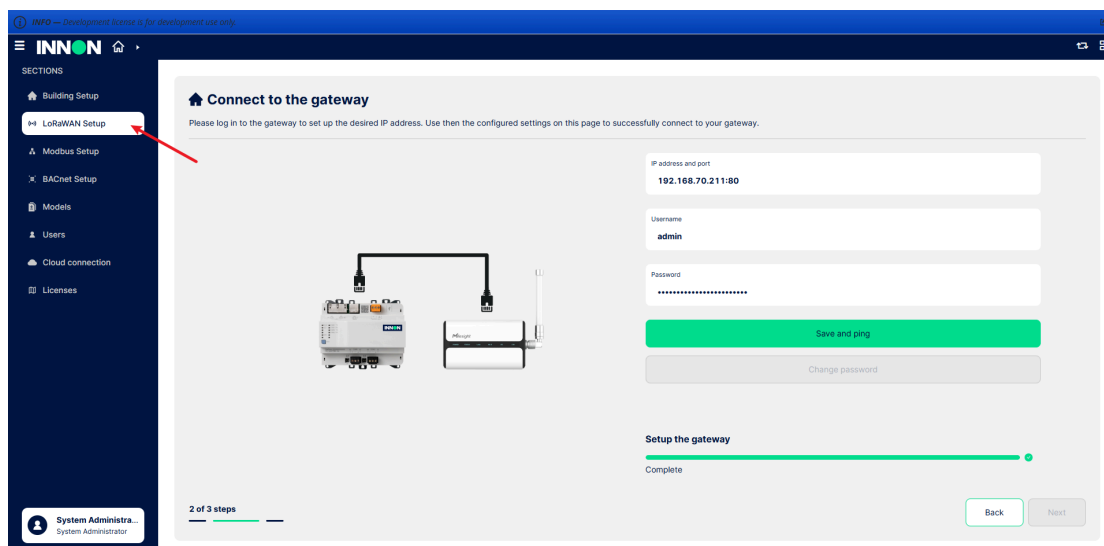 INFO — Development license is for development use only.
INNON
SECTIONS
Building Setup
LoRaWAN Setup
Modbus Setup
BACnet Setup
Models
Users
Cloud connection
Licenses
System Administra...
System Administrator
Connect to the gateway
Please log in to the gateway to set up the desired IP address. Use then the configured settings on this page to successfully connect to your gateway.
INNON
Milesight
IP address and port
192.168.70.211:80
Username
admin
Password
••••••••••••••••••••••••
Save and ping
Change password
Setup the gateway
Complete
2 of 3 steps
Back
Next